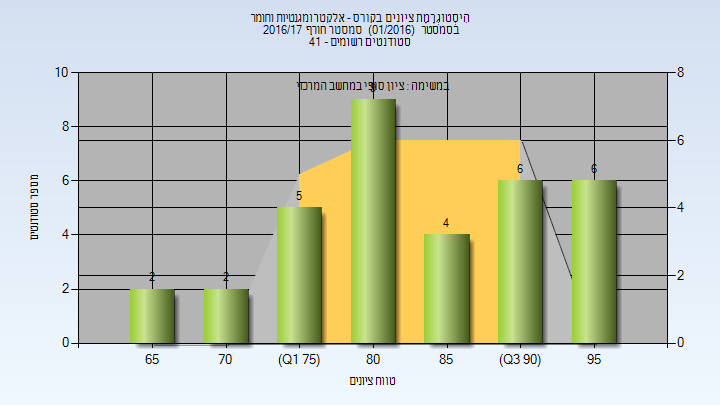 היסטוגרמת ציונים בקורס - אלקטרומגנטיות וחומר
בסמסטר (01/2016) סמסטר חורף 2016/17
סטודנטים רשומים - 41
במשימה : ציון סופי במחשב המרכזי
מספר סטודנטים
10
8
6
4
2
0
8
6
4
2
0
2
2
5
9
4
6
6
65
70
(Q1 75)
80
85
(Q3 90)
95
טווח ציונים